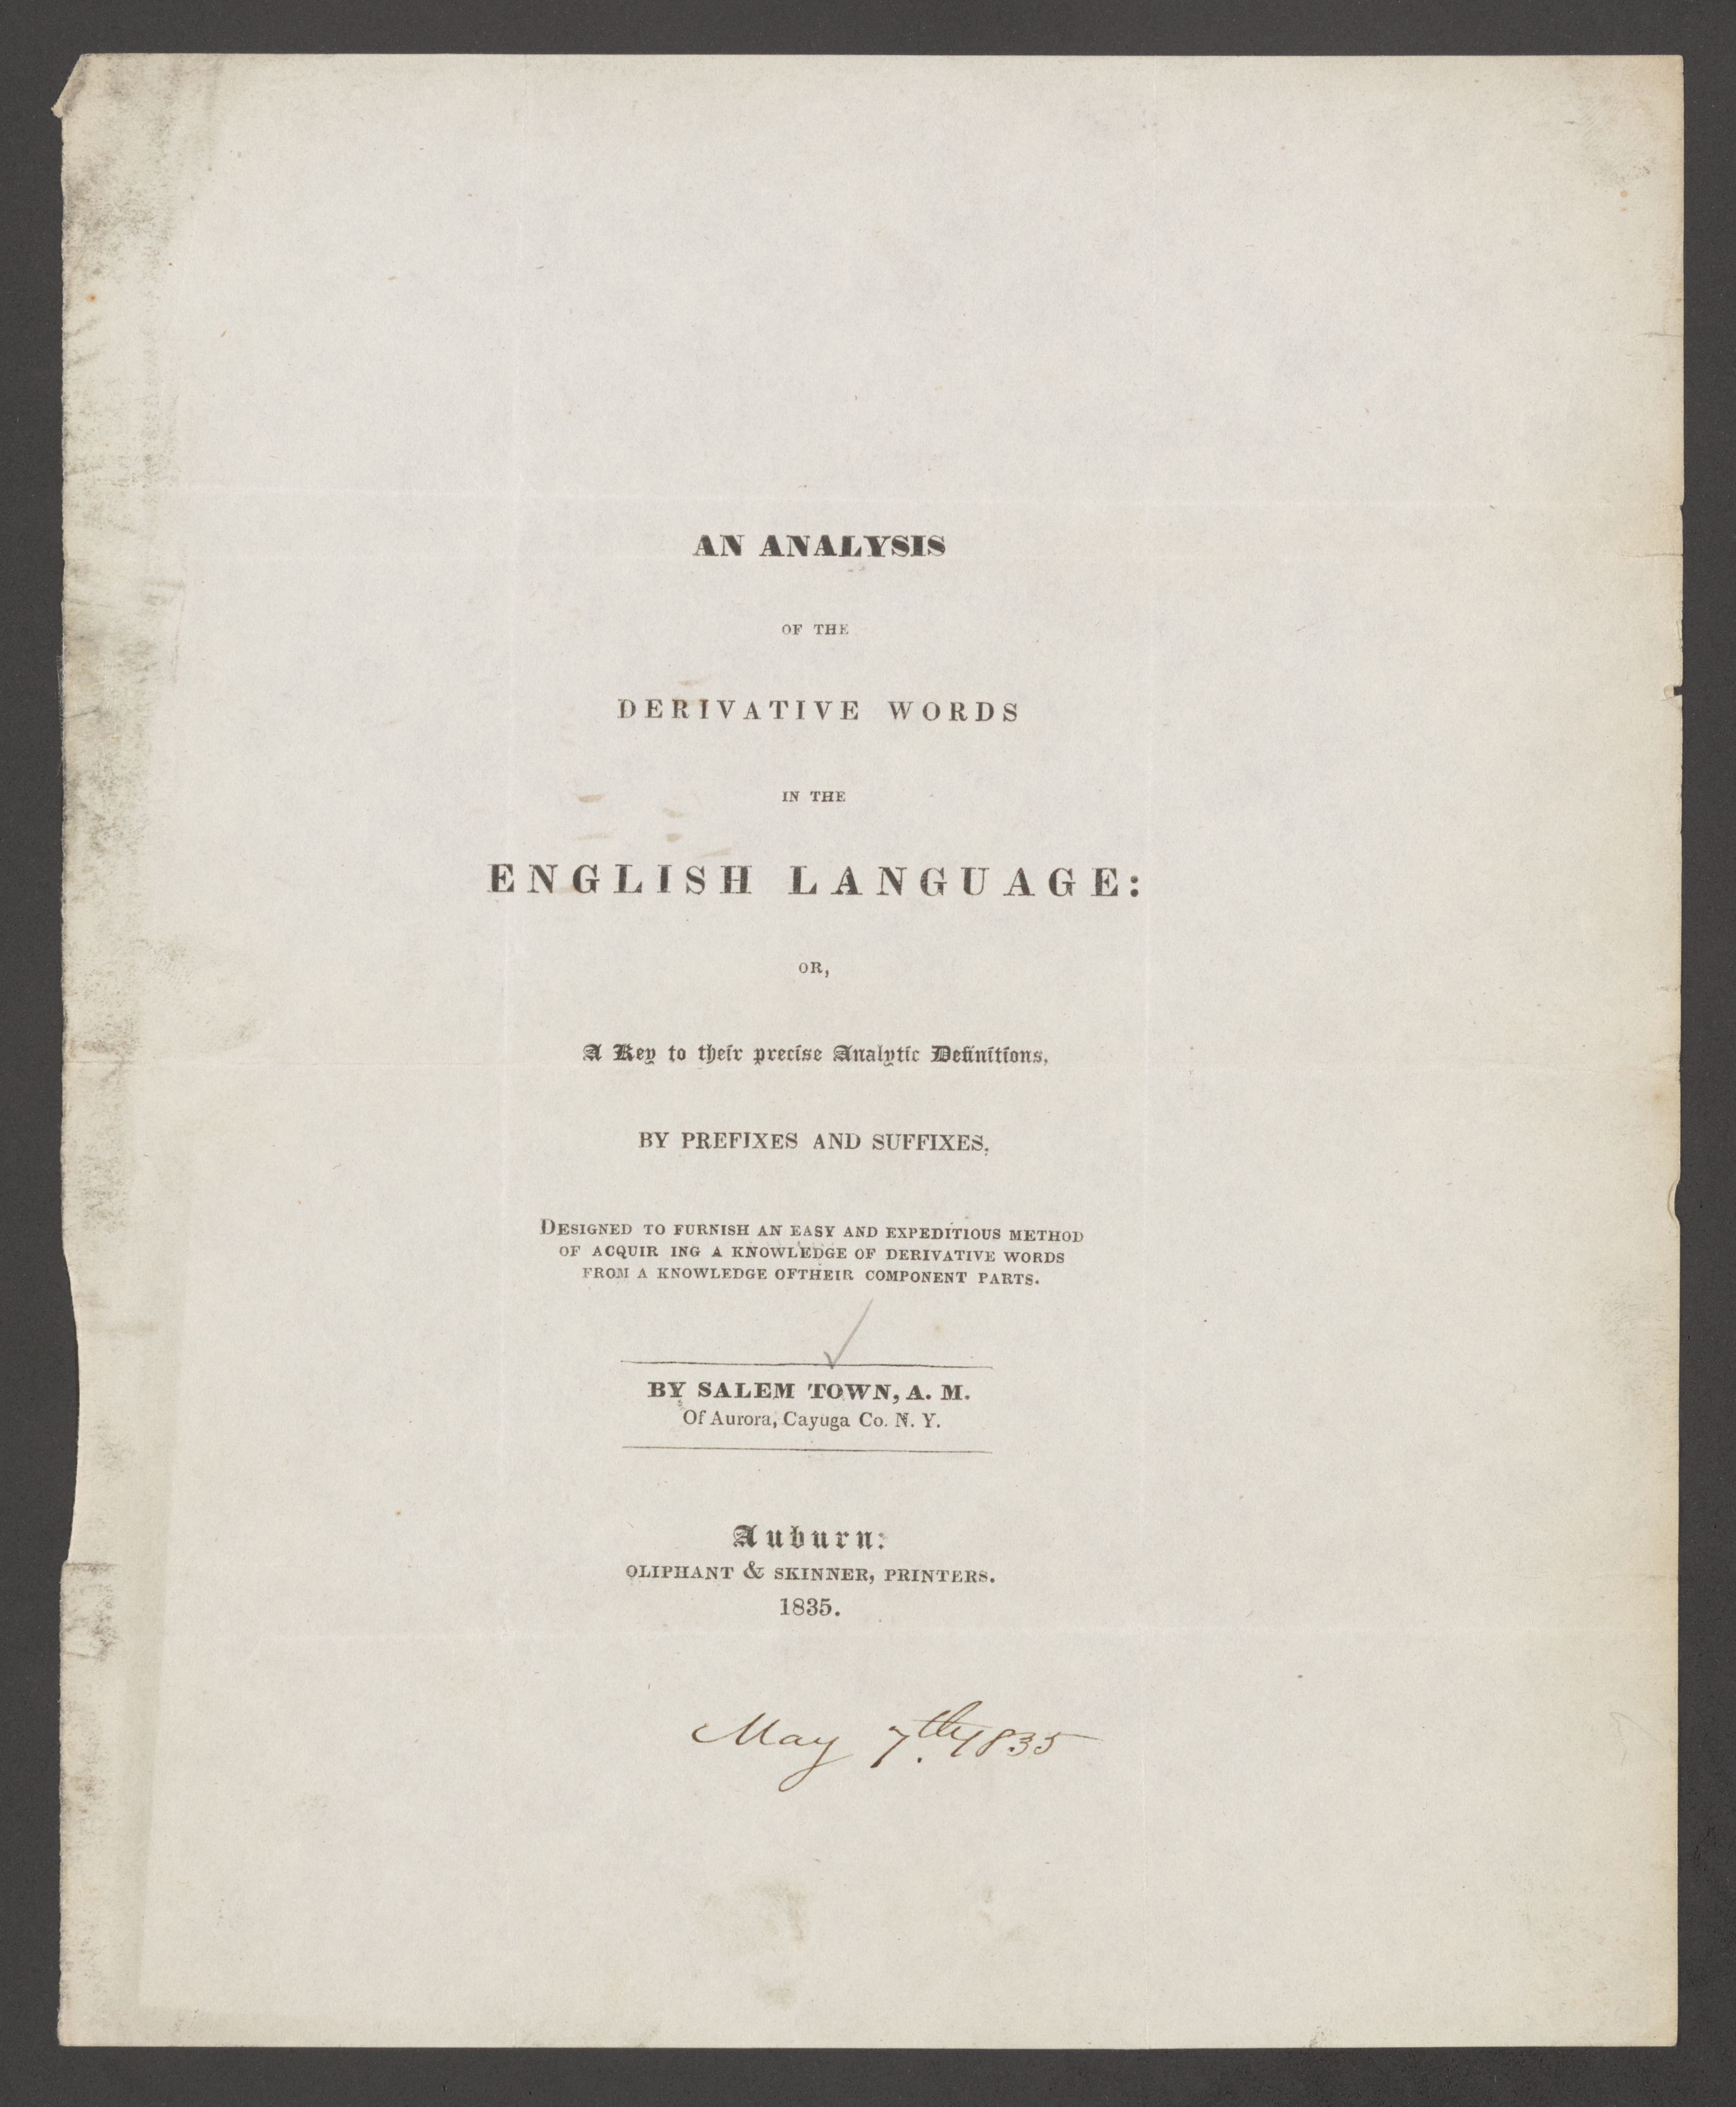 AN ANALYSIS
OF THE
DERIVATIVE WORDS
IN THE
ENGLISH LANGUAGE:
OR,
A Key to their precise Analytic Definitions,
BY PREFIXES AND SUFFIXES,
DESIGNED TO FURNISH AN EASY AND EXPEDITIOUS METHOD
OF ACQUIR ING A KNOWLEDGE OF DERIVATIVE WORDS
FROM A KNOWLEDGE OFTHEIR COMPONENT PARTS.
BY SALEM TOWN, A. M.
Of Aurora, Cayuga Co. N. Y.
Auburn:
OLIPHANT & SKINNER, PRINTERS.
1835.
May 7th. 1835